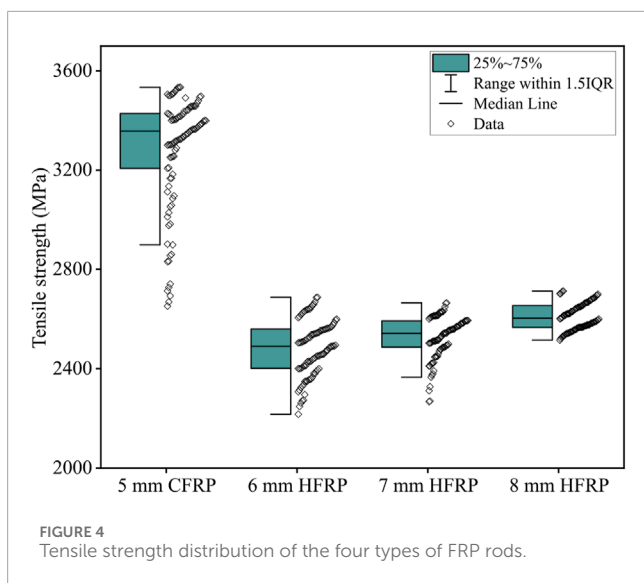 3600
3200
2800
2400
2000
Tensile strength (MPa)
25%~75%
Range within 1.5IQR
Median Line
Data
5 mm CFRP
6 mm HFRP
7 mm HFRP
8 mm HFRP
FIGURE 4
Tensile strength distribution of the four types of FRP rods.